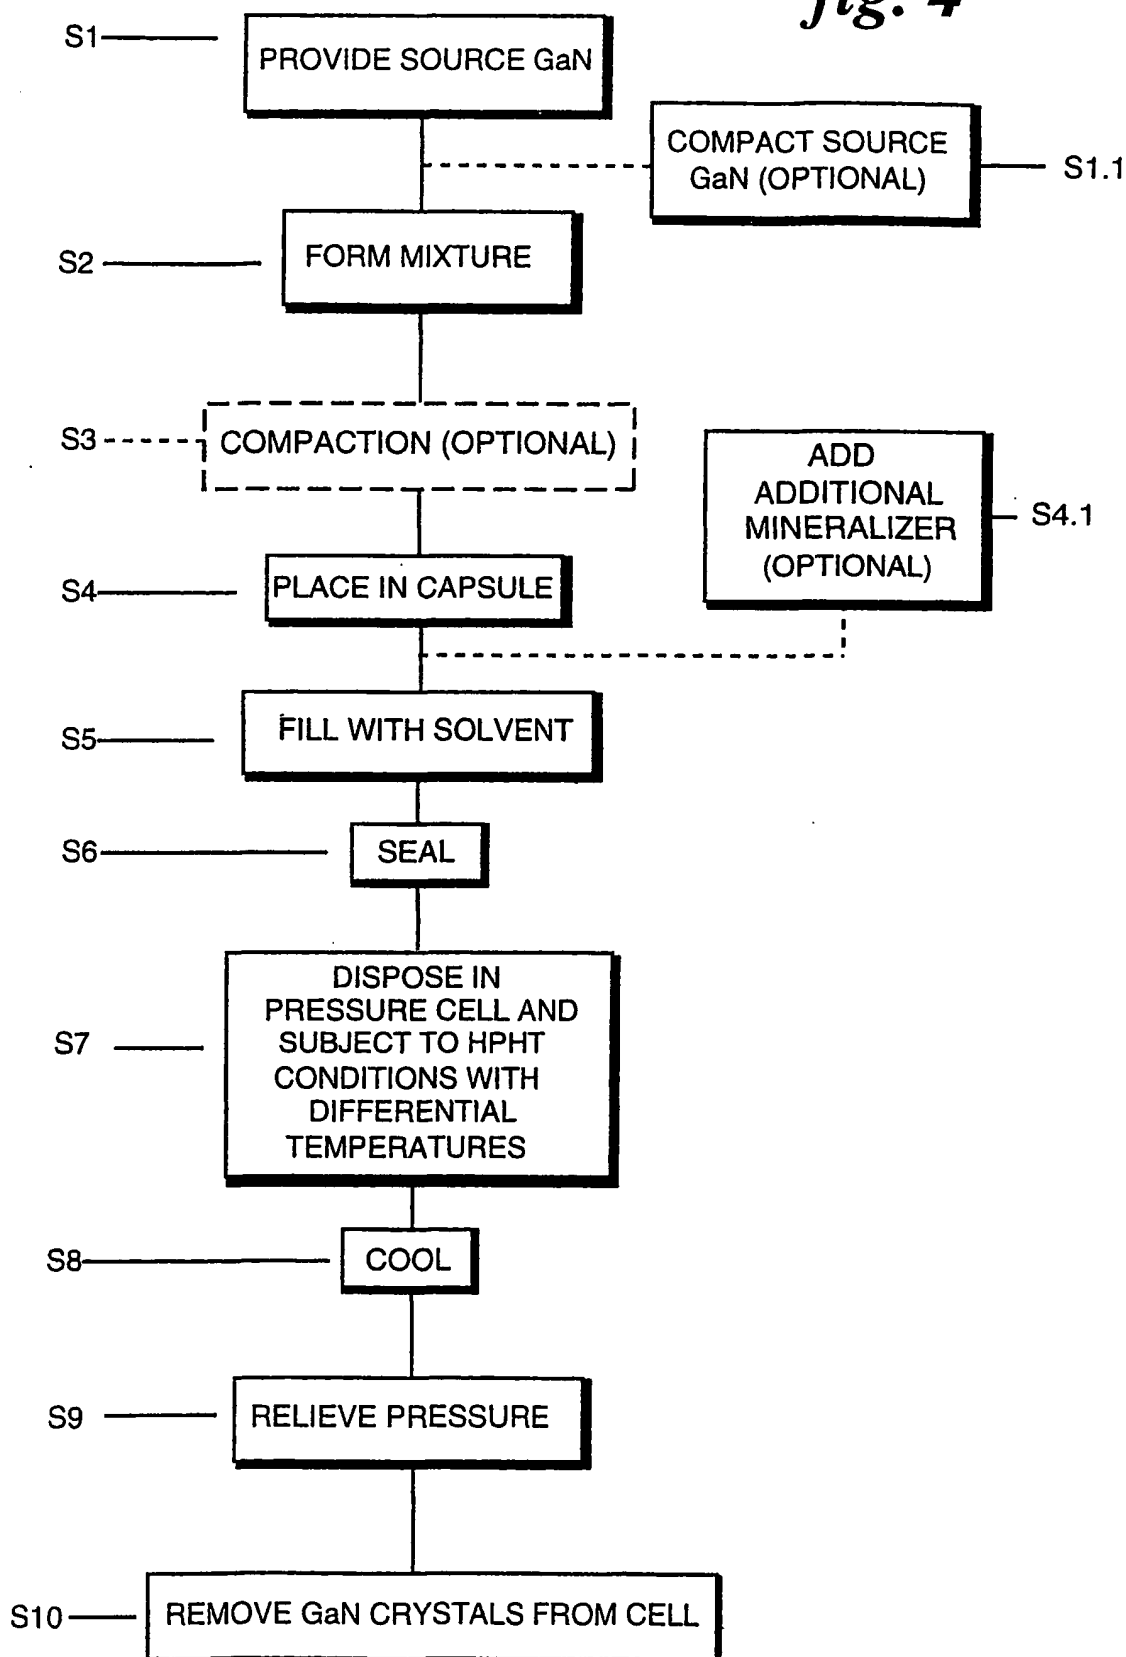 fig. 4
S1
PROVIDE SOURCE GaN
COMPACT SOURCE
GaN (OPTIONAL)
S1.1
S2
FORM MIXTURE
S3
COMPACTION (OPTIONAL)
ADD
ADDITIONAL
MINERALIZER
(OPTIONAL)
S4.1
S4
PLACE IN CAPSULE
S5
FILL WITH SOLVENT
S6
SEAL
S7
DISPOSE IN
PRESSURE CELL AND
SUBJECT TO HPHT
CONDITIONS WITH
DIFFERENTIAL
TEMPERATURES
S8
COOL
S9
RELIEVE PRESSURE
S10
REMOVE GaN CRYSTALS FROM CELL